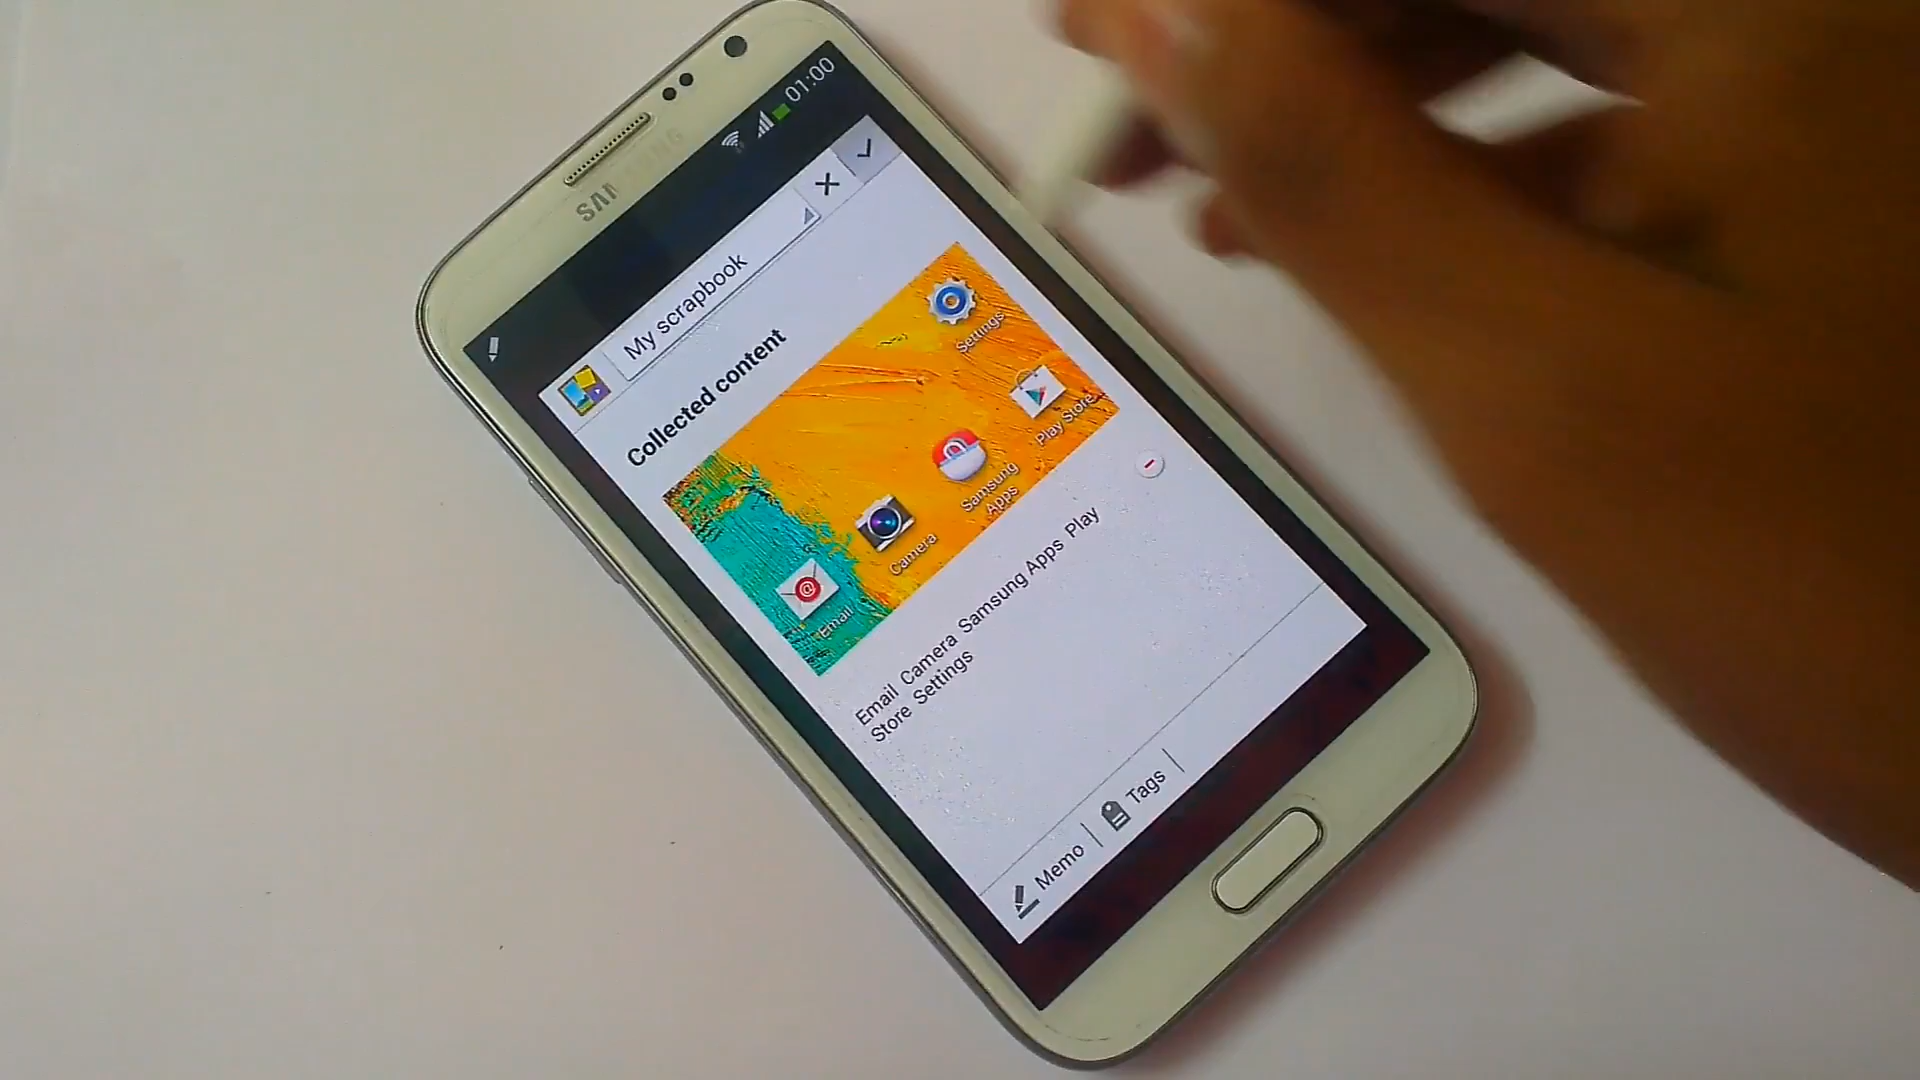 SAMSUNG
01:00
My scrapbook
Collected content
Settings
Play Store
Samsung
Apps
Camera
Email
Email Camera Samsung Apps Play
Store Settings
Memo
Tags